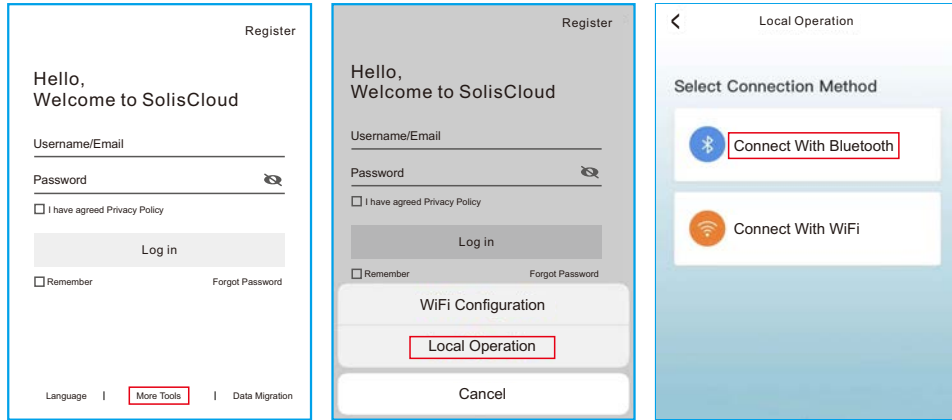 Register
Hello,
Welcome to SolisCloud
Username/Email
Password
I have agreed Privacy Policy
Log in
Remember Forgot Password
Language | More Tools | Data Migration
Register
Hello,
Welcome to SolisCloud
Username/Email
Password
I have agreed Privacy Policy
Log in
Remember Forgot Password
WiFi Configuration
Local Operation
Cancel
Local Operation
Select Connection Method
Connect With Bluetooth
Connect With WiFi